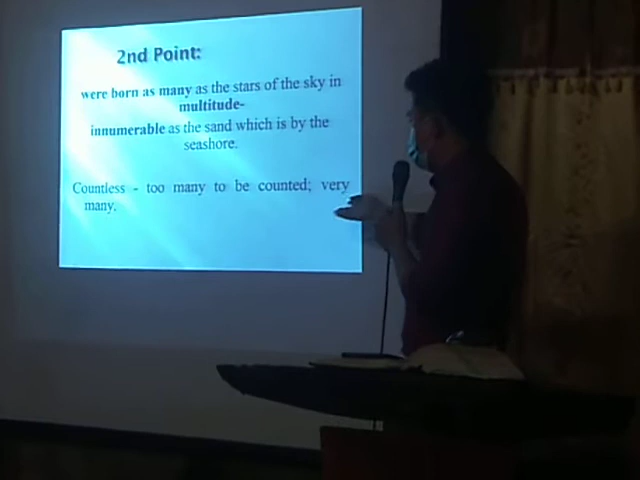 2nd Point:
were born as many as the stars of the sky in
multitude-
innumerable as the sand which is by the
seashore.
Countless - too many to be counted; very
many.